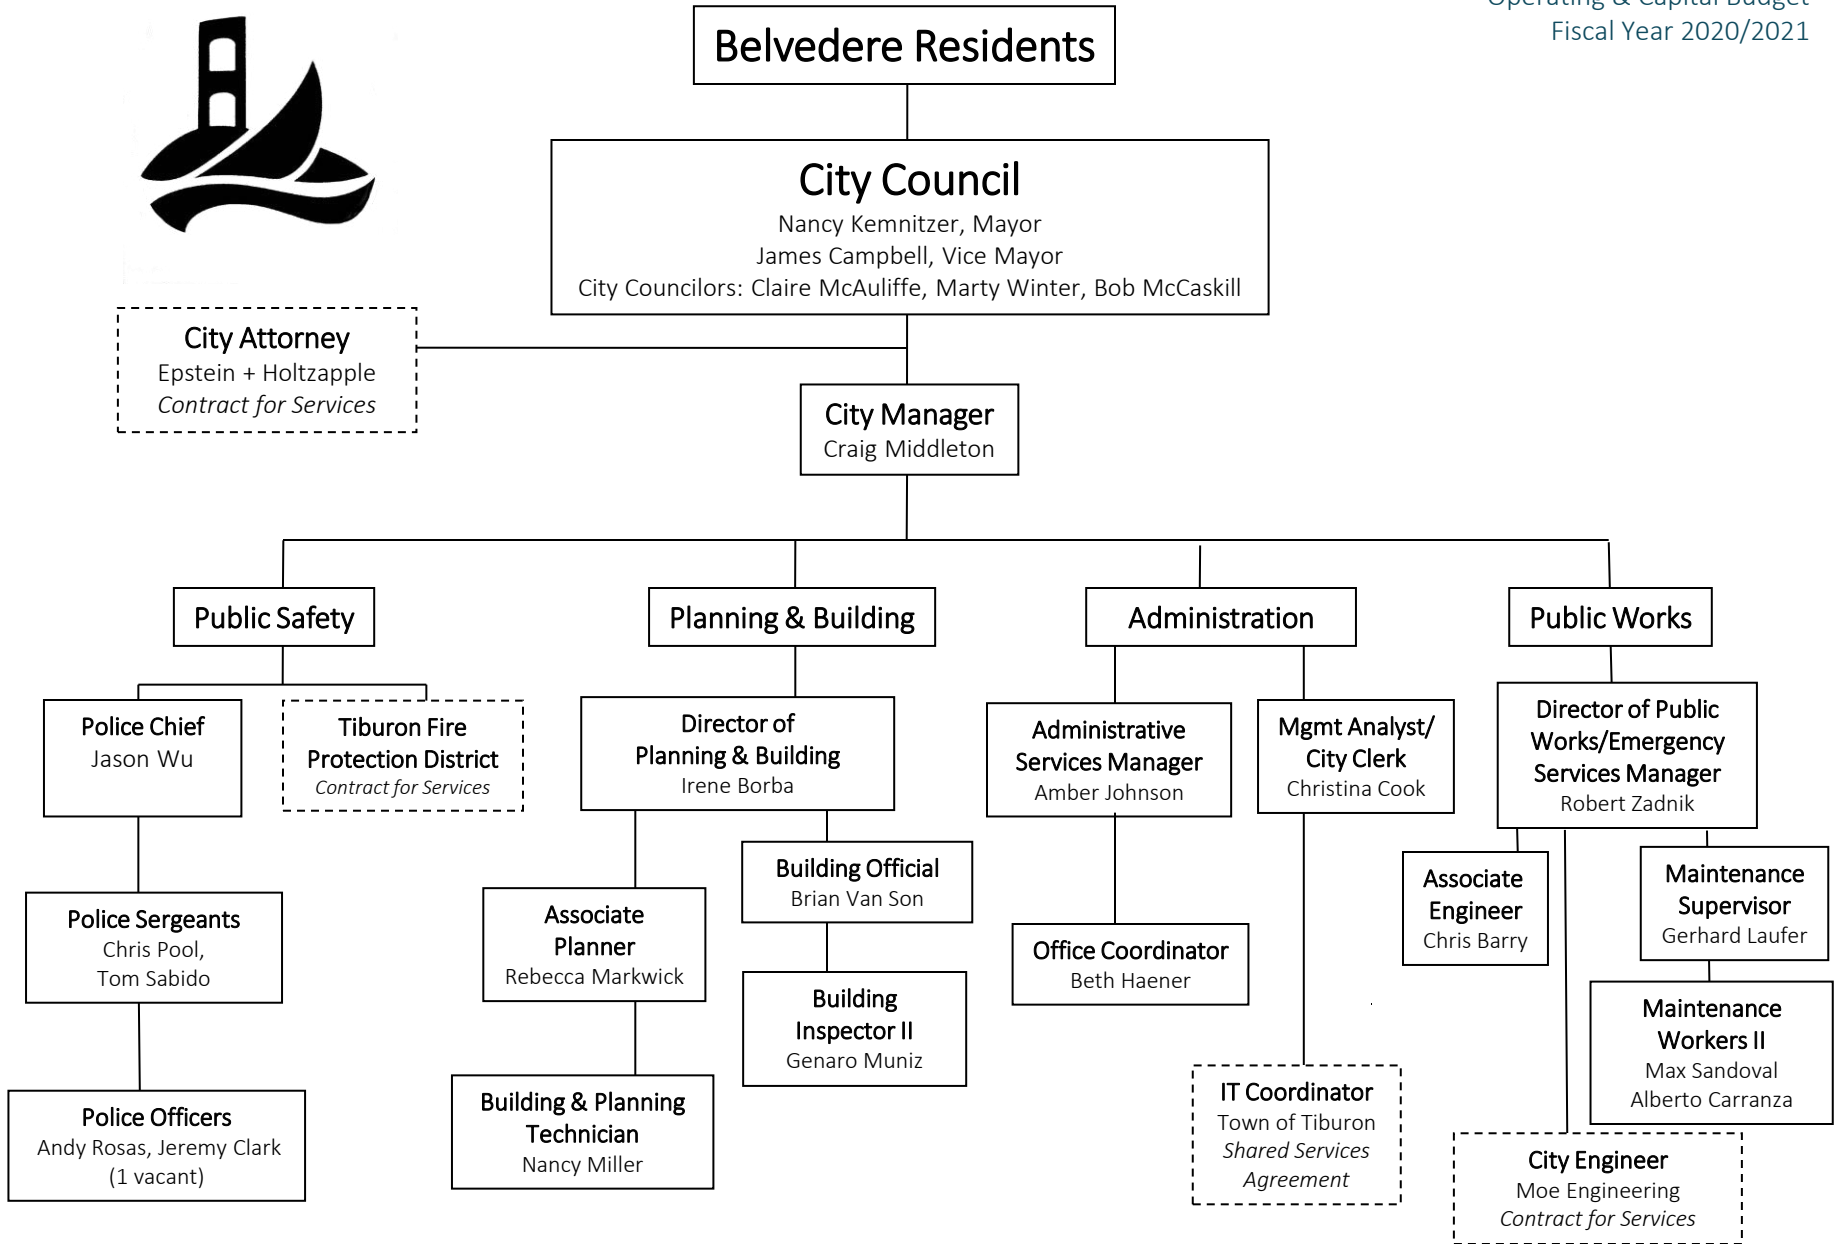 Operating & Capital Budget
Fiscal Year 2020/2021
Belvedere Residents
City Council
Nancy Kemnitzer, Mayor
James Campbell, Vice Mayor
City Councilors: Claire McAuliffe, Marty Winter, Bob McCaskill
City Attorney
Epstein + Holtzapple
Contract for Services
City Manager
Craig Middleton
Public Safety
Planning & Building
Administration
Public Works
Police Chief
Jason Wu
Tiburon Fire
Protection District
Contract for Services
Police Sergeants
Chris Pool,
Tom Sabido
Police Officers
Andy Rosas, Jeremy Clark
(1 vacant)
Director of
Planning & Building
Irene Borba
Associate
Planner
Rebecca Markwick
Building & Planning
Technician
Nancy Miller
Building Official
Brian Van Son
Building
Inspector II
Genaro Muniz
Administrative
Services Manager
Amber Johnson
Office Coordinator
Beth Haener
Mgmt Analyst/
City Clerk
Christina Cook
IT Coordinator
Town of Tiburon
Shared Services
Agreement
Director of Public
Works/Emergency
Services Manager
Robert Zadnik
Associate
Engineer
Chris Barry
Maintenance
Supervisor
Gerhard Laufer
Maintenance
Workers II
Max Sandoval
Alberto Carranza
City Engineer
Moe Engineering
Contract for Services